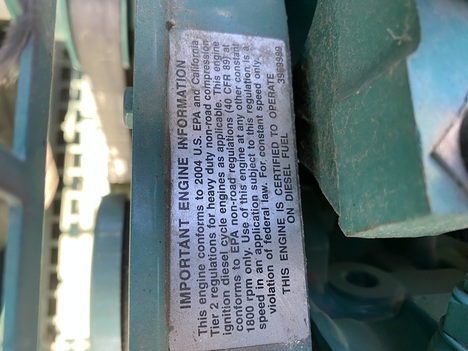 IMPORTANT ENGINE INFORMATION
This engine conforms to 2004 U.S. EPA and California
Tier 2 regulations for heavy duty non-road compression
ignition diesel cycle engines as applicable. This engine
conforms to EPA non-road regulations (40 CFR 89) at
1800 rpm only. Use of this engine at any other constant
speed in an application subject to this regulation is a
violation of federal law. For constant speed only.
THIS ENGINE IS CERTIFIED TO OPERATE
ON DIESEL FUEL